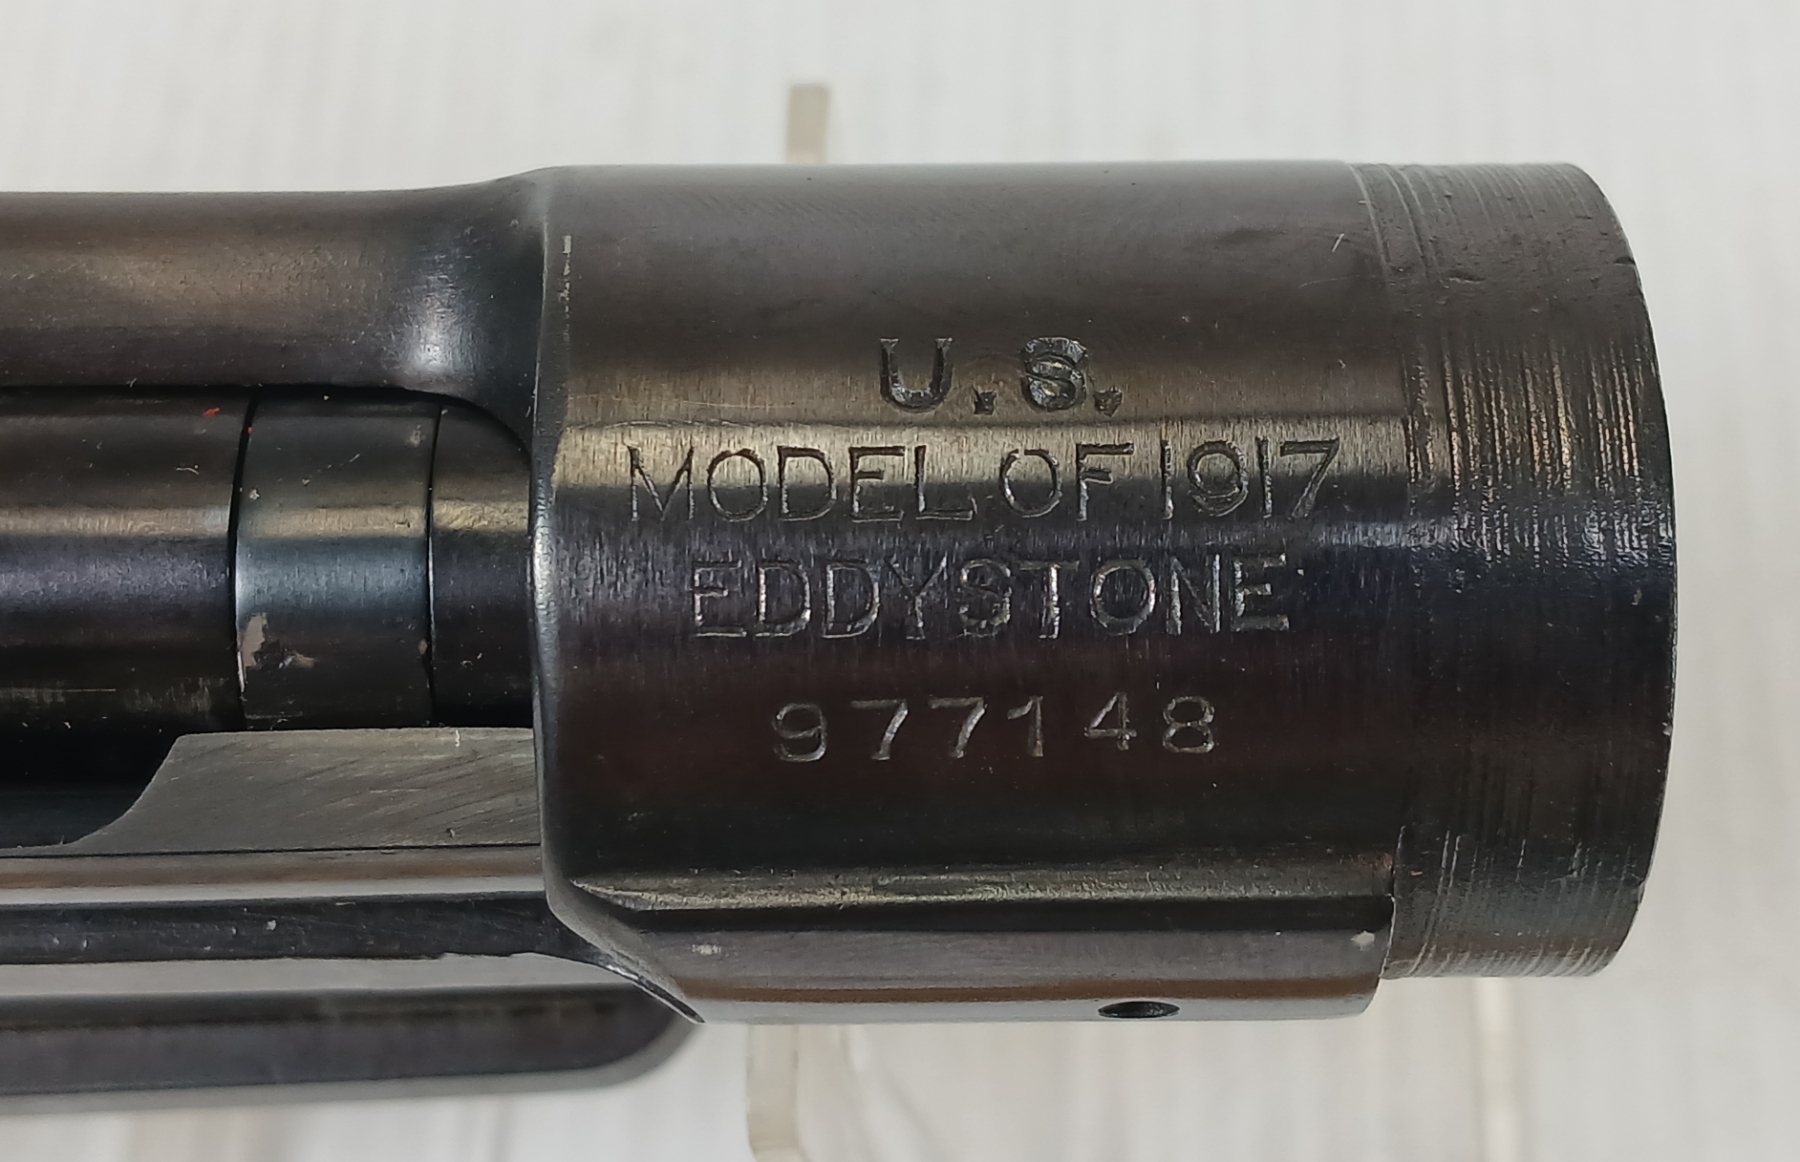 U.S.
MODEL OF 1917
EDDYSTONE
977148